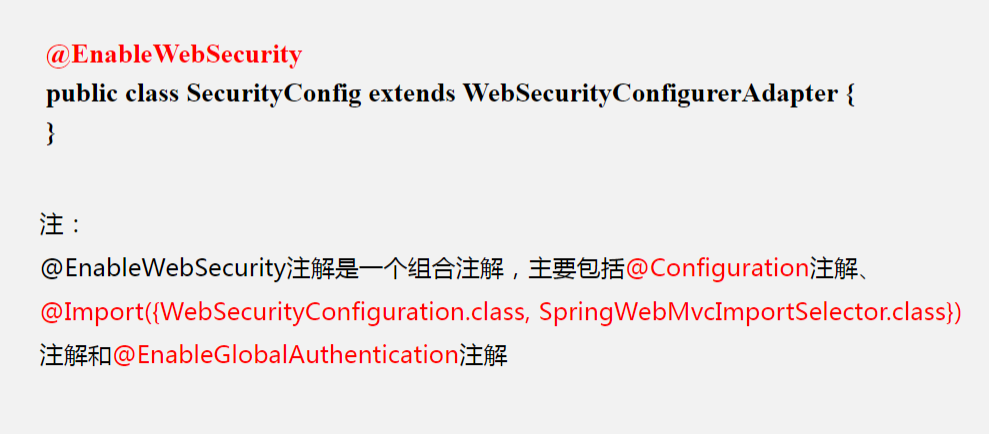 @EnableWebSecurity
public class SecurityConfig extends WebSecurityConfigurerAdapter {
}
注：
@EnableWebSecurity注解是一个组合注解，主要包括@Configuration注解、
@Import({WebSecurityConfiguration.class, SpringWebMvcImportSelector.class})
注解和@EnableGlobalAuthentication注解